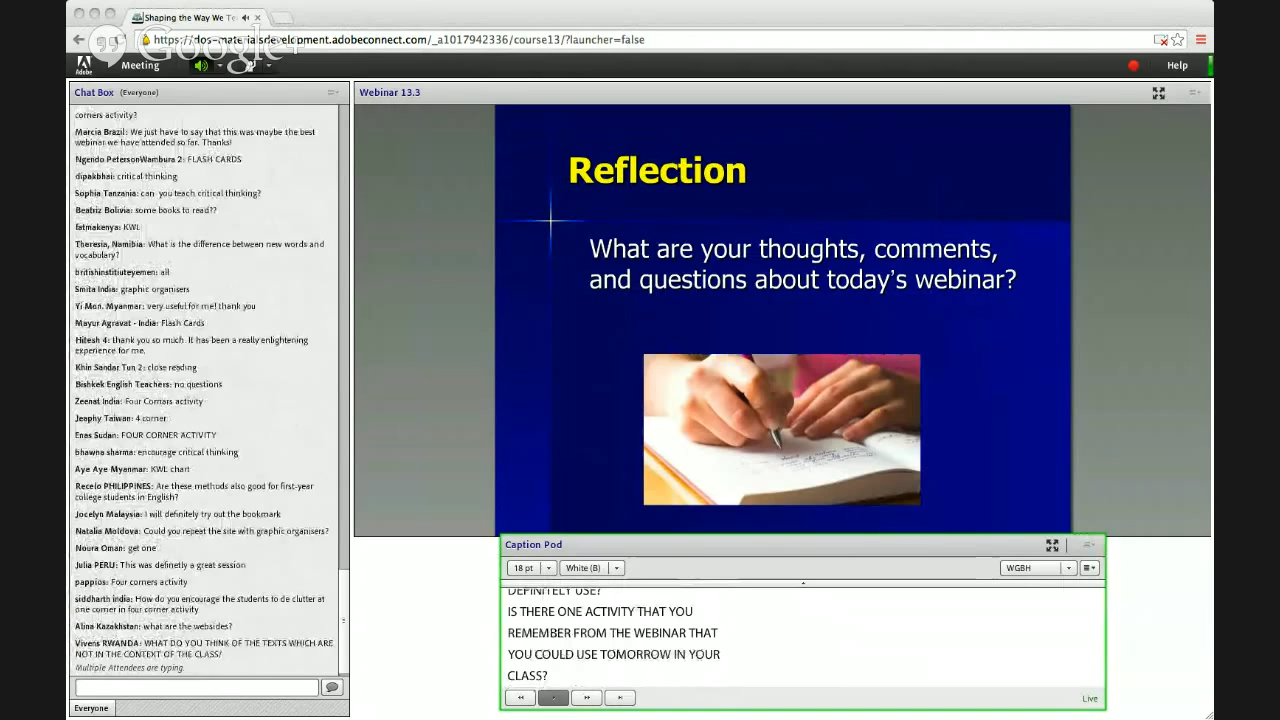 Shaping the Way We Te
Google+
https://dos-materialsdevelopment.adobeconnect.com/_a1017942336/course13/?launcher=false
Adobe
Meeting
Help
Chat Box (Everyone)
corners activity?
Marcia Brazil: We just have to say that this was maybe the best
webinar we have attended so far. Thanks!
Ngendo PetersonWambura 2: FLASH CARDS
dipakbhai: critical thinking
Sophia Tanzania: can you teach critical thinking?
Beatriz Bolivia: some books to read??
fatmakenya: KWL
Theresia, Namibia: What is the difference between new words and
vocabulary?
britishinstitiuteyemen: all
Smita India: graphic organisers
Yi Mon. Myanmar: very useful for me! thank you
Mayur Agravat - India: Flash Cards
Hitesh 4: thank you so much. It has been a really enlightening
experience for me.
Khin Sandar Tun 2: close reading
Bishkek English Teachers: no questions
Zeenat India: Four Corners activity
Jeaphy Taiwan: 4 corner
Enas Sudan: FOUR CORNER ACTIVITY
bhawna sharma: encourage critical thinking
Aye Aye Myanmar: KWL chart
Recelo PHILIPPINES: Are these methods also good for first-year
college students in English?
Jocelyn Malaysia: I will definitely try out the bookmark
Natalia Moldova: Could you repeat the site with graphic organisers?
Noura Oman: get one
Julia PERU: This was definetly a great session
pappios: Four corners activity
siddharth india: How do you encourage the students to de clutter at
one corner in four corner activity
Alina Kazakhstan: what are the websides?
Vivens RWANDA: WHAT DO YOU THINK OF THE TEXTS WHICH ARE
NOT IN THE CONTEXT OF THE CLASS?
Multiple Attendees are typing.
Everyone
Webinar 13.3
Reflection
What are your thoughts, comments,
and questions about today's webinar?
Caption Pod
18 pt White (B) WGBH
DEFINITELY USE?
IS THERE ONE ACTIVITY THAT YOU
REMEMBER FROM THE WEBINAR THAT
YOU COULD USE TOMORROW IN YOUR
CLASS?
Live